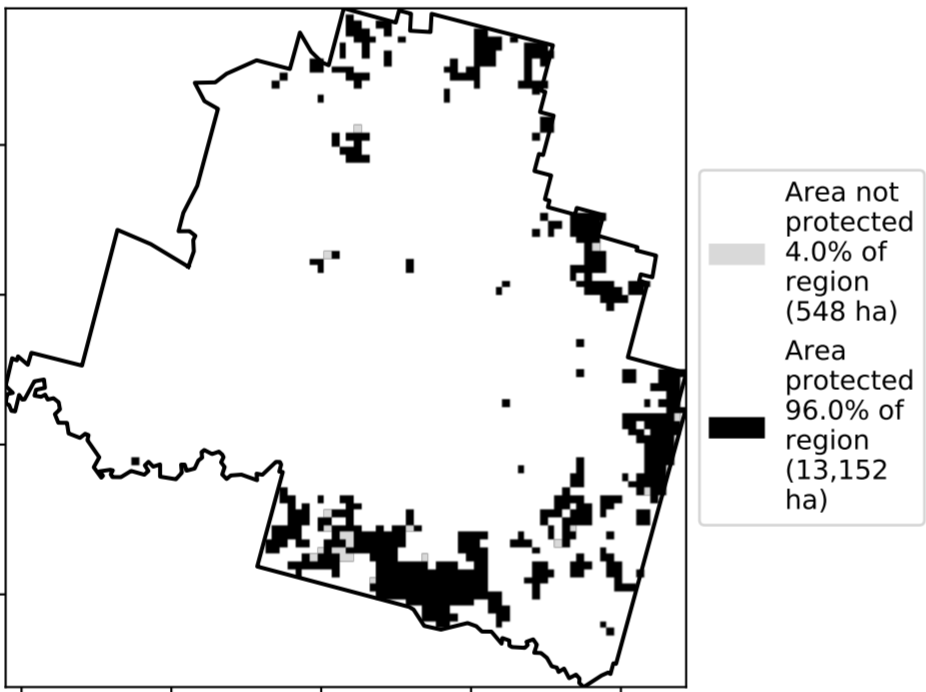 Area not
protected
4.0% of
region
(548 ha)
Area
protected
96.0% of
region
(13,152
ha)